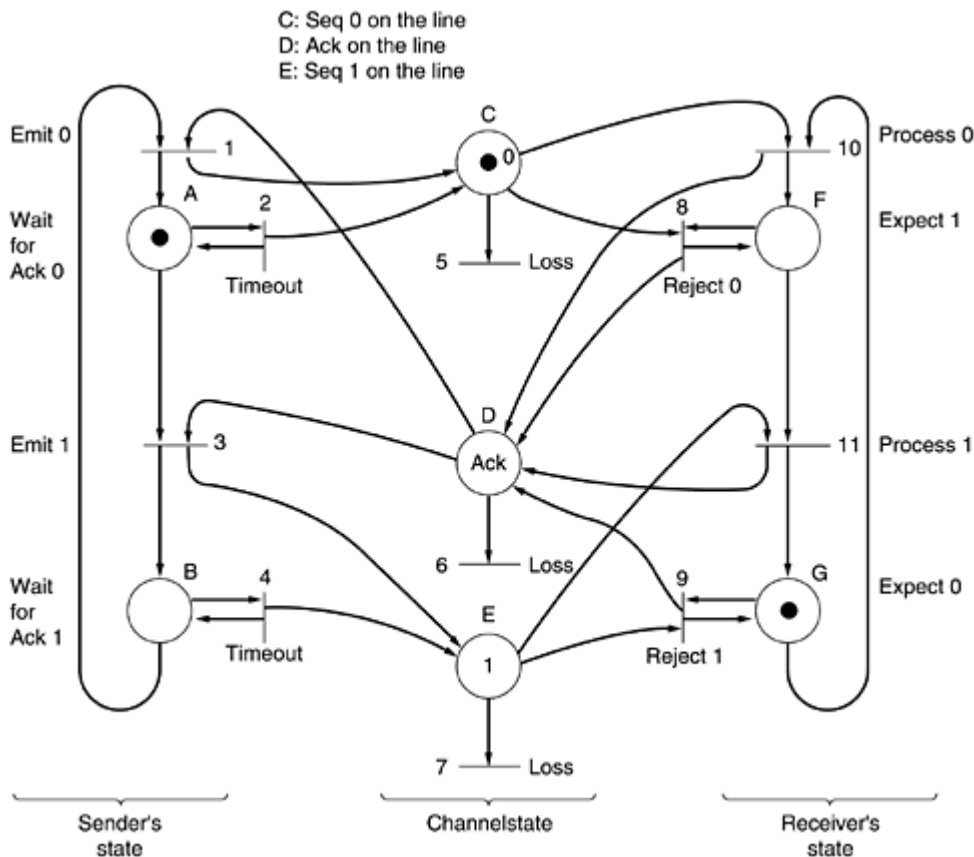 C: Seq 0 on the line
D: Ack on the line
E: Seq 1 on the line
C
Emit 0
1
0
10
Process 0
A
2
8
F
Wait
for
Ack 0
Expect 1
Timeout
5
Loss
Reject 0
D
Emit 1
3
Ack
11
Process 1
B
4
6
Loss
9
G
Wait
for
Ack 1
Expect 0
E
Timeout
1
Reject 1
7
Loss
Sender's
state
Channelstate
Receiver's
state